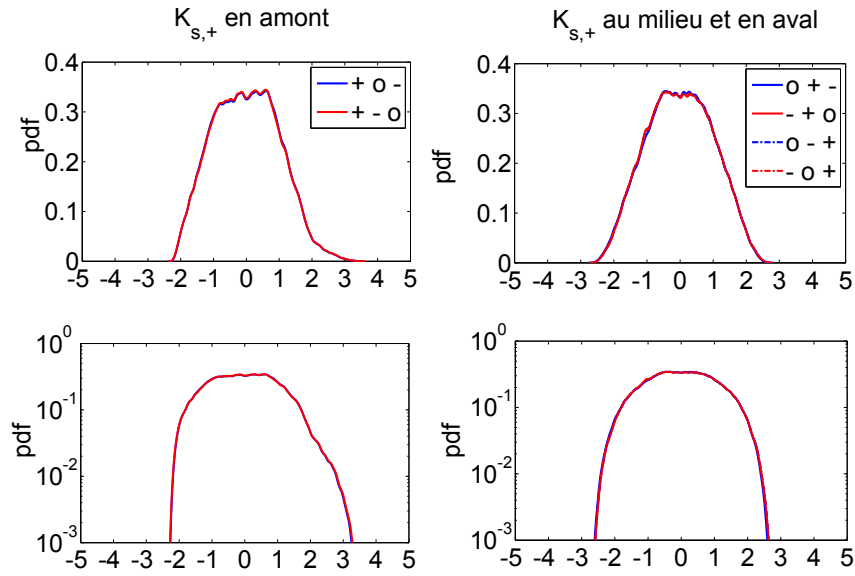 K_{s,+} en amont
K_{s,+} au milieu et en aval
0.4
0.3
0.2
0.1
0
pdf
+ o -
+ - o
-5 -4 -3 -2 -1 0 1 2 3 4 5
0.4
0.3
0.2
0.1
0
pdf
o + -
- + o
o - +
- o +
-5 -4 -3 -2 -1 0 1 2 3 4 5
10^0
10^{-1}
10^{-2}
10^{-3}
pdf
-5 -4 -3 -2 -1 0 1 2 3 4 5
10^0
10^{-1}
10^{-2}
10^{-3}
pdf
-5 -4 -3 -2 -1 0 1 2 3 4 5